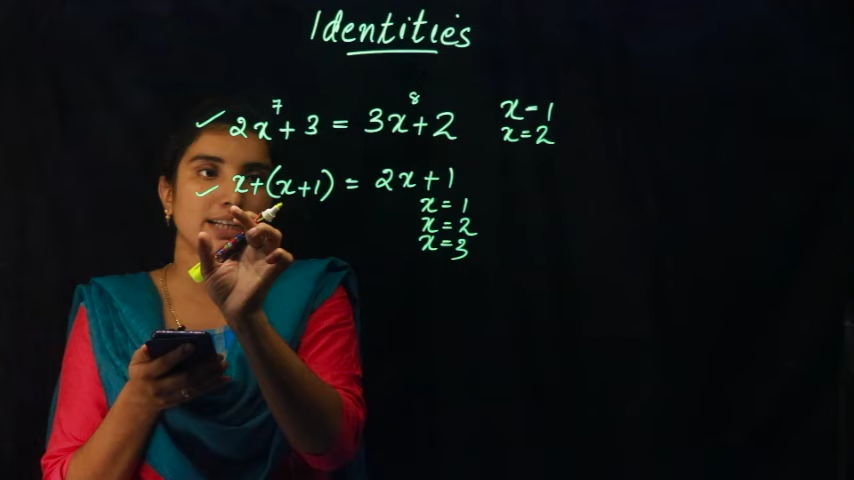 Identities
7 8
✓ 2x + 3 = 3x + 2 x = 1
x = 2
✓ x + (x + 1) = 2x + 1
x = 1
x = 2
x = 3